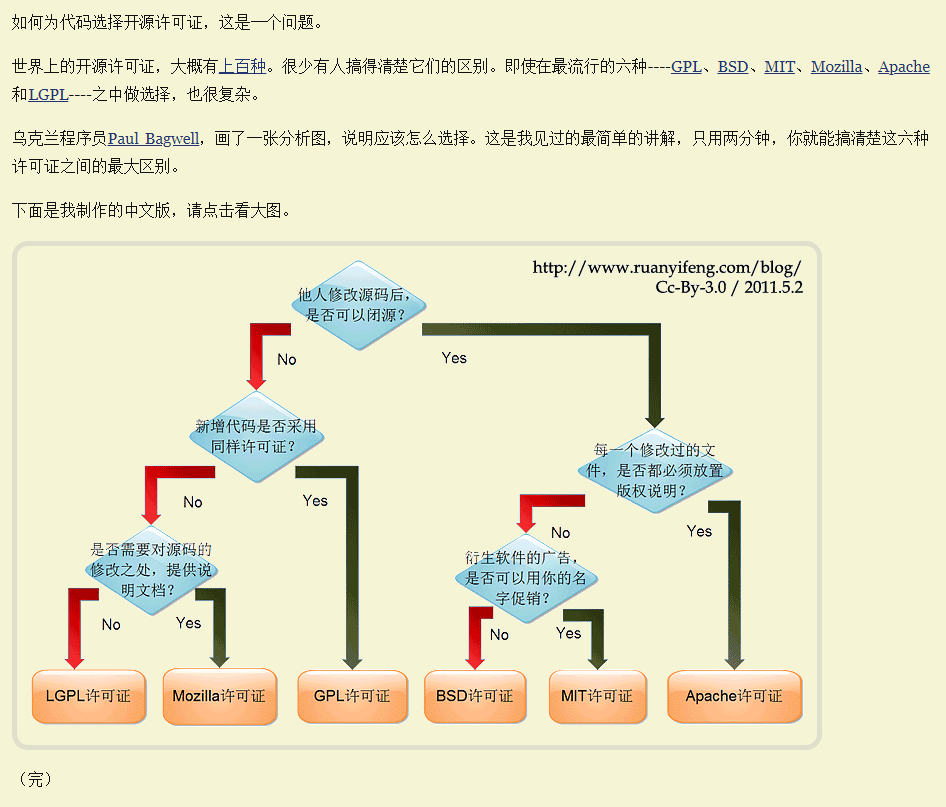 如何为代码选择开源许可证，这是一个问题。
世界上的开源许可证，大概有上百种。很少有人搞得清楚它们的区别。即使在最流行的六种----GPL、BSD、MIT、Mozilla、Apache
和LGPL----之中做选择，也很复杂。
乌克兰程序员Paul Bagwell，画了一张分析图，说明应该怎么选择。这是我见过的最简单的讲解，只用两分钟，你就能搞清楚这六种
许可证之间的最大区别。
下面是我制作的中文版，请点击看大图。
http://www.ruanyifeng.com/blog/
Cc-By-3.0 / 2011.5.2
他人修改源码后，
是否可以闭源？
No
Yes
新增代码是否采用
同样许可证？
每一个修改过的文
件，是否都必须放置
版权说明？
No
Yes
No
Yes
是否需要对源码的
修改之处，提供说
明文档？
衍生软件的广告，
是否可以用你的名
字促销？
No
Yes
No
Yes
LGPL许可证
Mozilla许可证
GPL许可证
BSD许可证
MIT许可证
Apache许可证
（完）